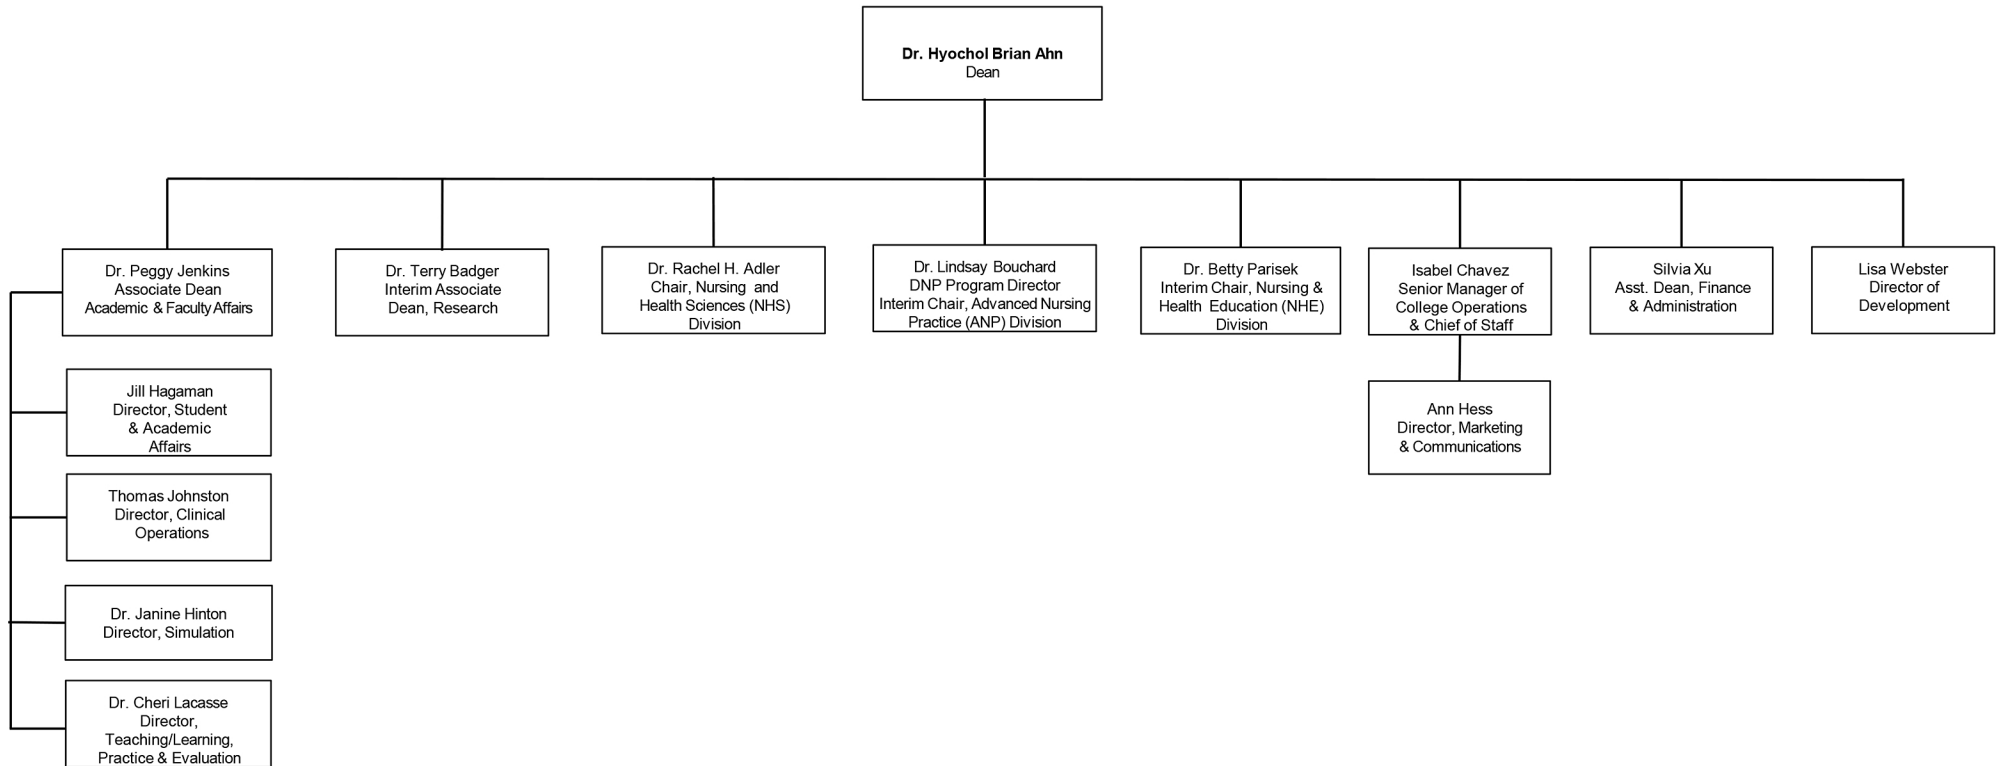 Dr. Hyochol Brian Ahn
Dean
Dr. Peggy Jenkins
Associate Dean
Academic & Faculty Affairs
Dr. Terry Badger
Interim Associate
Dean, Research
Dr. Rachel H. Adler
Chair, Nursing and
Health Sciences (NHS)
Division
Dr. Lindsay Bouchard
DNP Program Director
Interim Chair, Advanced Nursing
Practice (ANP) Division
Dr. Betty Parisek
Interim Chair, Nursing &
Health Education (NHE)
Division
Isabel Chavez
Senior Manager of
College Operations
& Chief of Staff
Silvia Xu
Asst. Dean, Finance
& Administration
Lisa Webster
Director of
Development
Jill Hagaman
Director, Student
& Academic
Affairs
Ann Hess
Director, Marketing
& Communications
Thomas Johnston
Director, Clinical
Operations
Dr. Janine Hinton
Director, Simulation
Dr. Cheri Lacasse
Director,
Teaching/Learning,
Practice & Evaluation